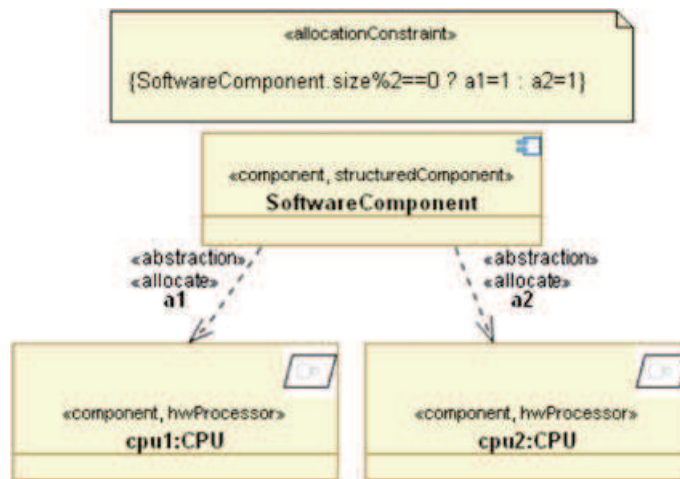 «allocationConstraint»
{SoftwareComponent.size%2==0 ? a1=1 : a2=1}
«component, structuredComponent»
SoftwareComponent
«abstraction»
«allocate»
a1
«abstraction»
«allocate»
a2
«component, hwProcessor»
cpu1:CPU
«component, hwProcessor»
cpu2:CPU